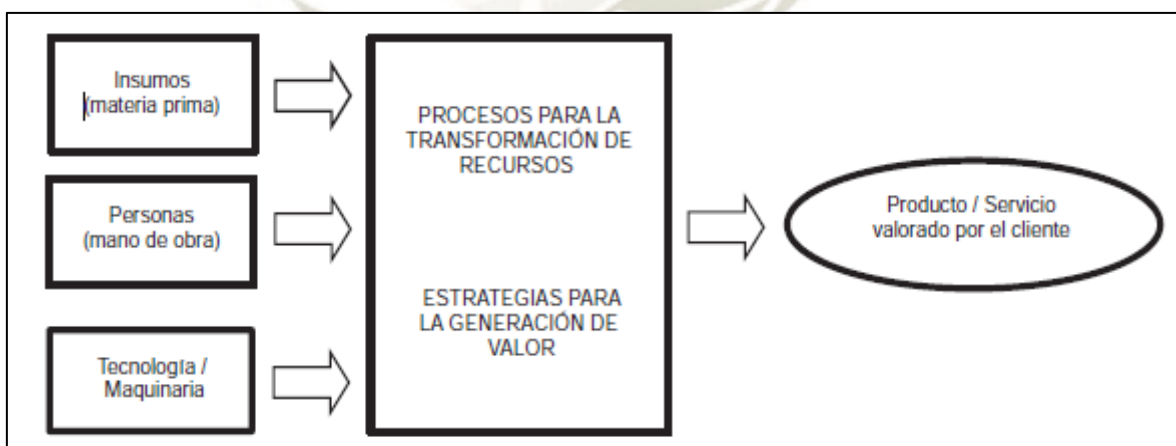 Insumos
(materia prima)
Personas
(mano de obra)
Tecnología /
Maquinaria
PROCESOS PARA LA
TRANSFORMACIÓN DE
RECURSOS
ESTRATEGIAS PARA
LA GENERACIÓN DE
VALOR
Producto / Servicio
valorado por el cliente